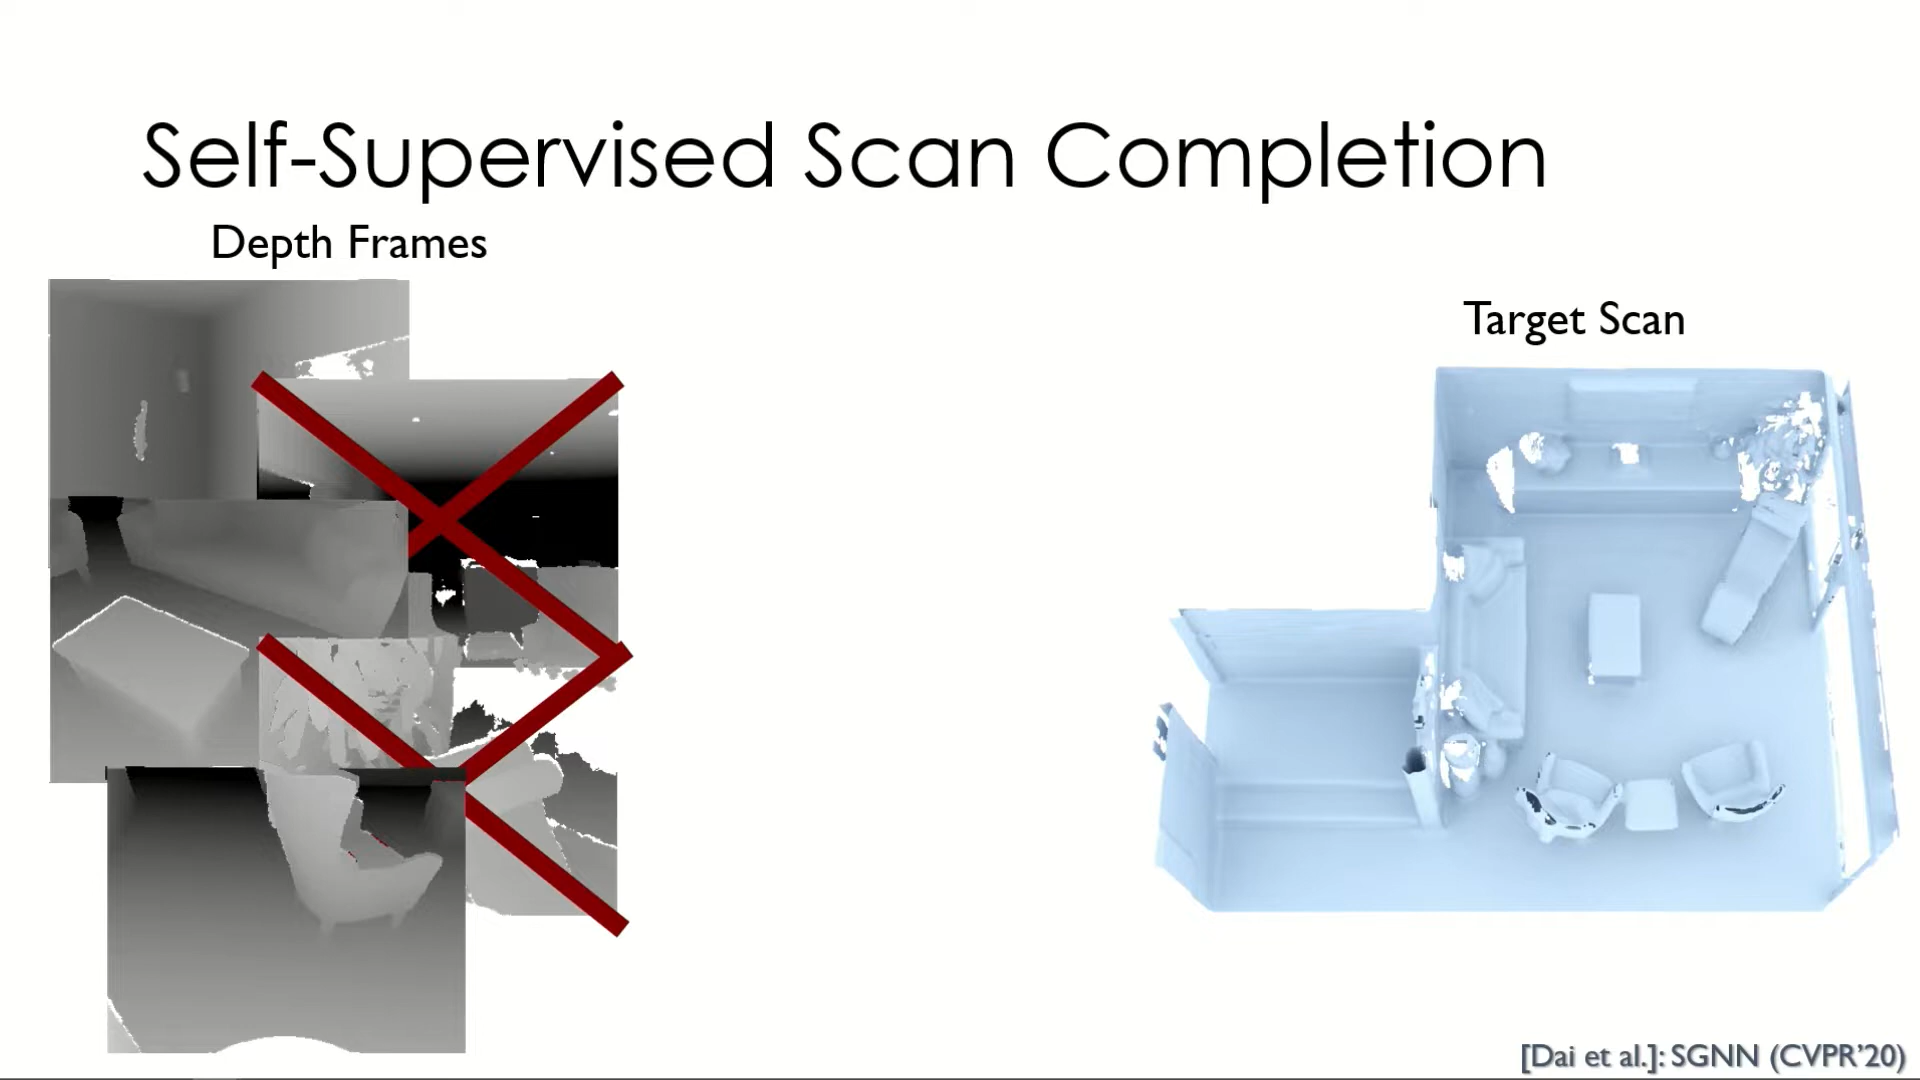 Self-Supervised Scan Completion
Depth Frames
Target Scan
[Dai et al.]: SGNN (CVPR’20)